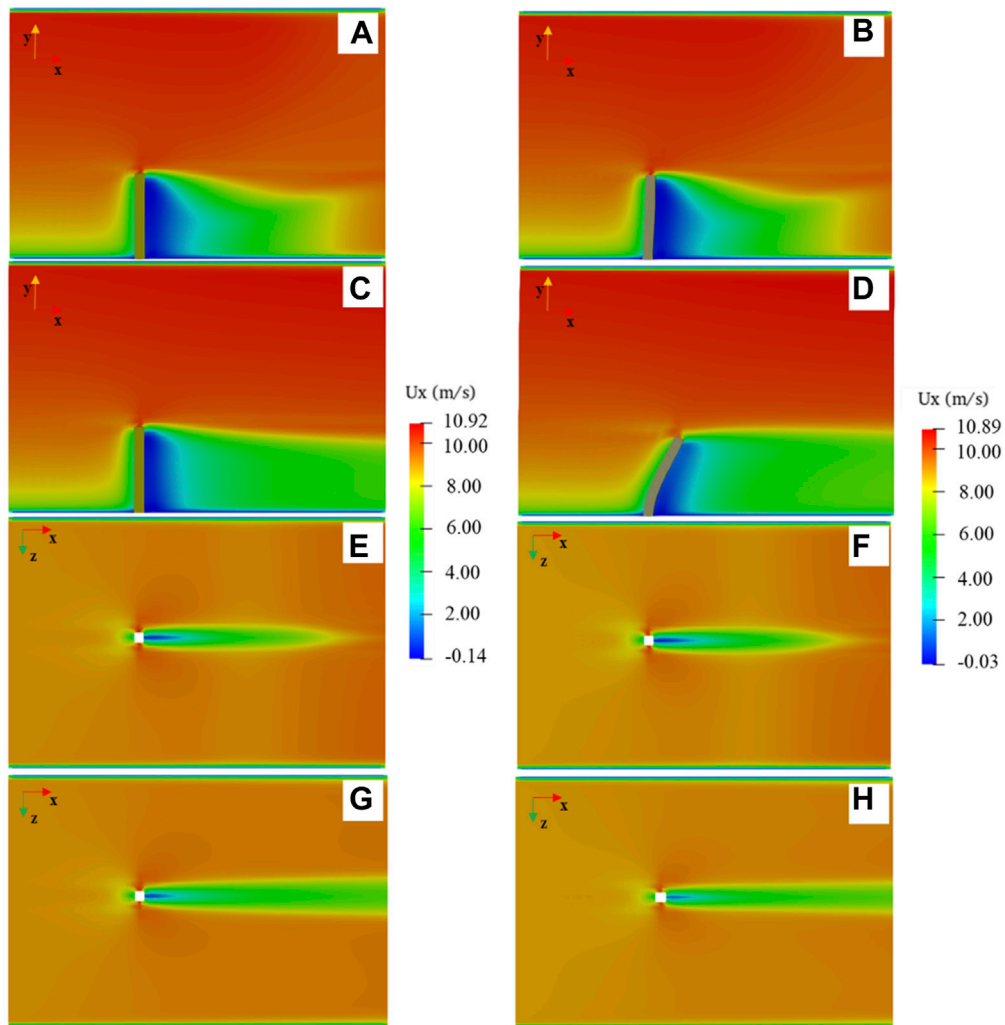 A
y
x
B
y
x
C
y
x
D
y
x
Ux (m/s)
10.92
10.00
8.00
6.00
4.00
2.00
-0.14
Ux (m/s)
10.89
10.00
8.00
6.00
4.00
2.00
-0.03
E
x
z
F
x
z
G
x
z
H
x
z